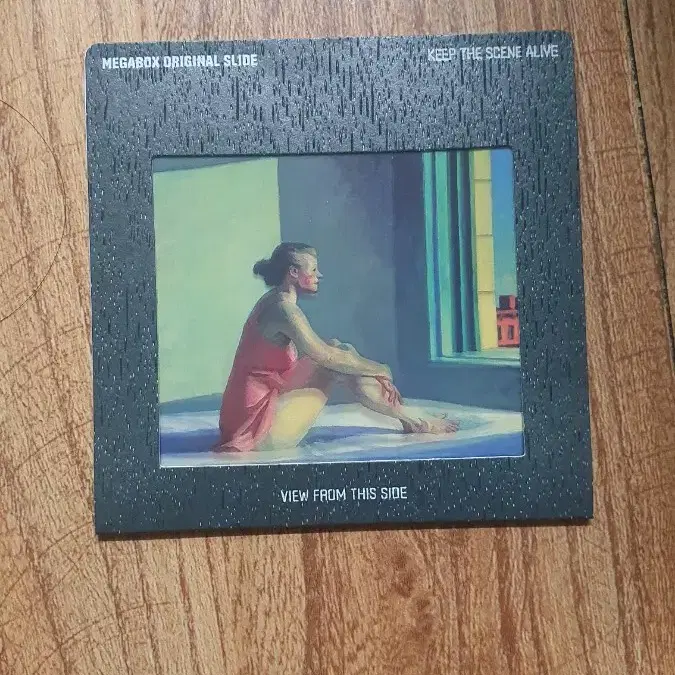 MEGABOX ORIGINAL SLIDE
KEEP THE SCENE ALIVE
VIEW FROM THIS SIDE